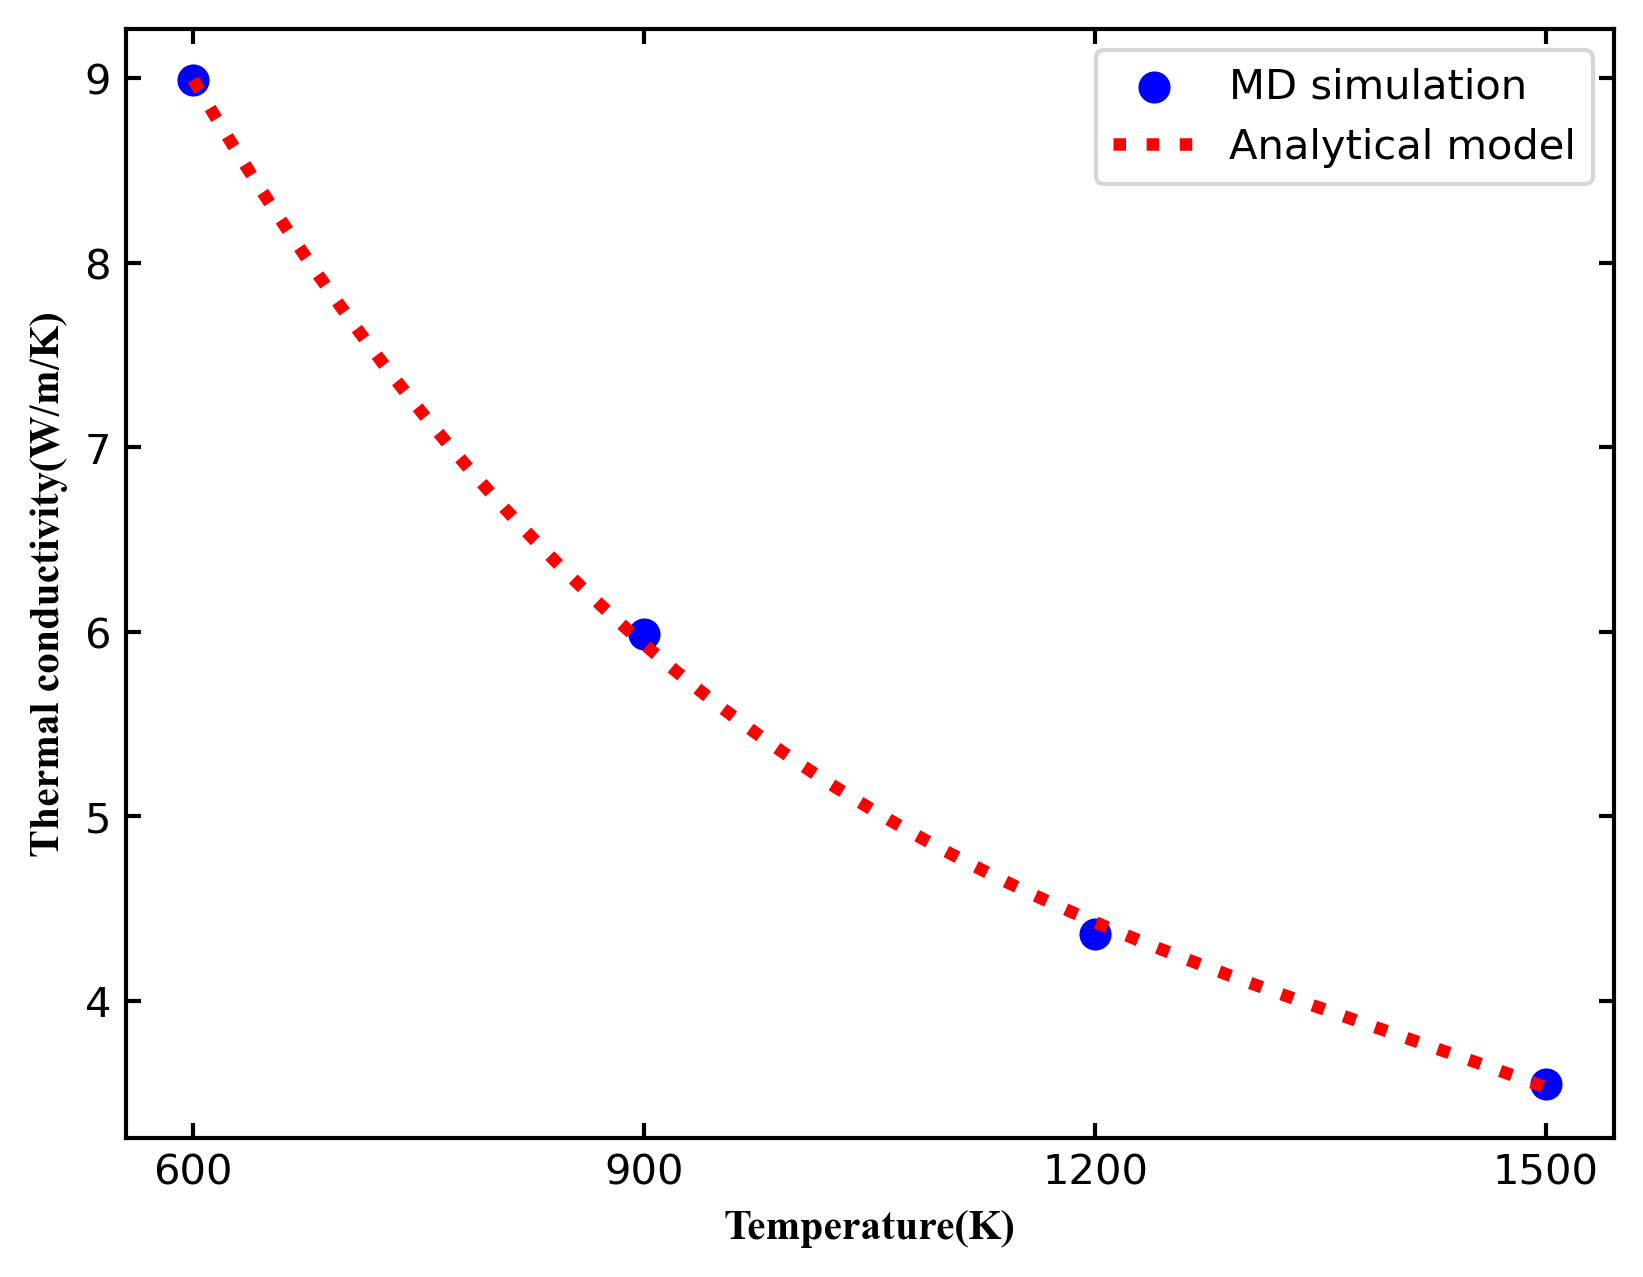 MD simulation
Analytical model
Thermal conductivity(W/m/K)
9
8
7
6
5
4
600 900 1200 1500
Temperature(K)